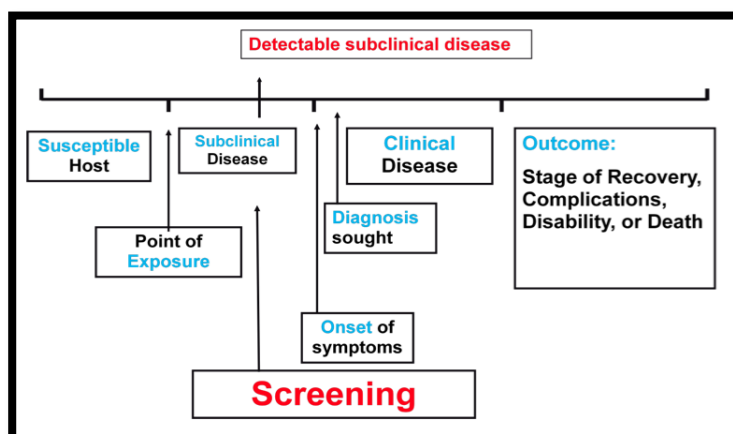 Detectable subclinical disease
Susceptible
Host
Subclinical
Disease
Clinical
Disease
Outcome:
Stage of Recovery,
Complications,
Disability, or Death
Point of
Exposure
Diagnosis
sought
Onset of
symptoms
Screening